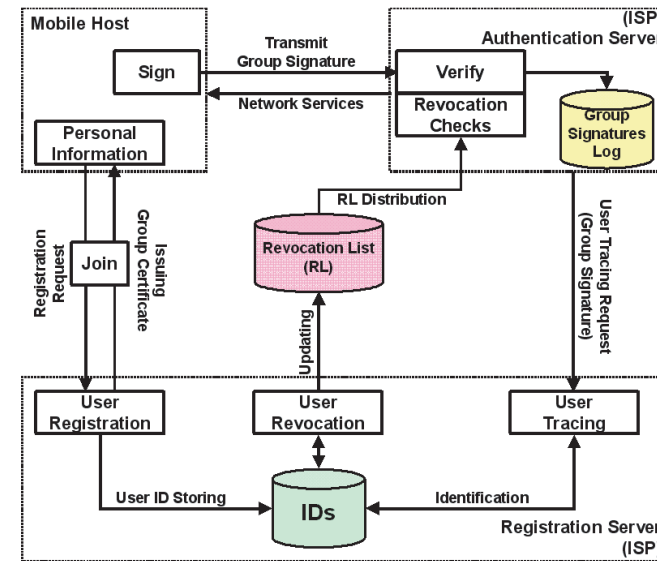 Mobile Host
(ISP
Authentication Server
Sign
Transmit
Group Signature
Network Services
Verify
Revocation
Checks
Group
Signatures
Log
Personal
Information
RL Distribution
Revocation List
(RL)
Registration
Request
Join
Issuing
Group Certificate
Updating
User Tracing Request
(Group Signature)
User
Registration
User
Revocation
User
Tracing
User ID Storing
IDs
Identification
Registration Server
(ISP